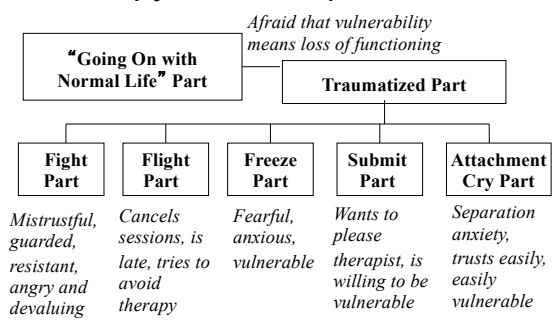 Afraid that vulnerability
means loss of functioning
"Going On with
Normal Life" Part
Traumatized Part
Fight
Part
Flight
Part
Freeze
Part
Submit
Part
Attachment
Cry Part
Mistrustful,
guarded,
resistant,
angry and
devaluing
Cancels
sessions, is
late, tries to
avoid
therapy
Fearful,
anxious,
vulnerable
Wants to
please
therapist, is
willing to be
vulnerable
Separation
anxiety,
trusts easily,
easily
vulnerable